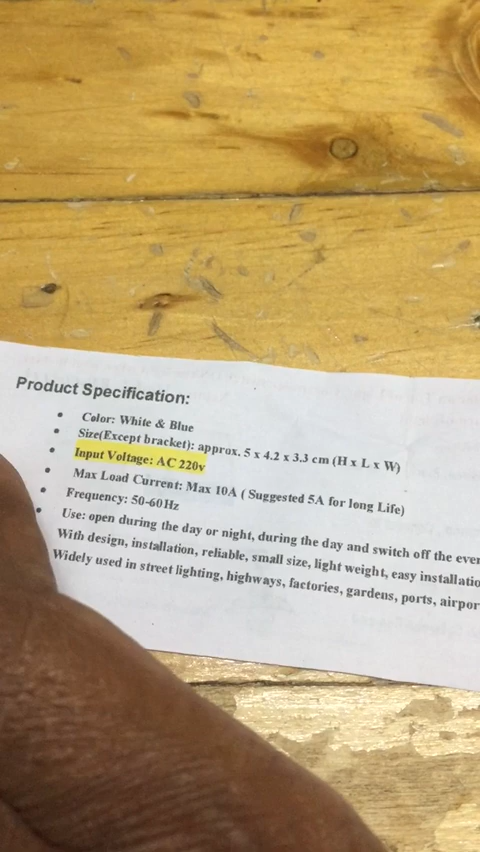 Product Specification:
• Color: White & Blue
• Size(Except bracket): approx. 5 x 4.2 x 3.3 cm (H x L x W)
• Input Voltage: AC 220v
• Max Load Current: Max 10A ( Suggested 5A for long Life)
• Frequency: 50-60Hz
• Use: open during the day or night, during the day and switch off the
With design, installation, reliable, small size, light weight, easy
Widely used in street lighting, highways, factories, gardens, ports,